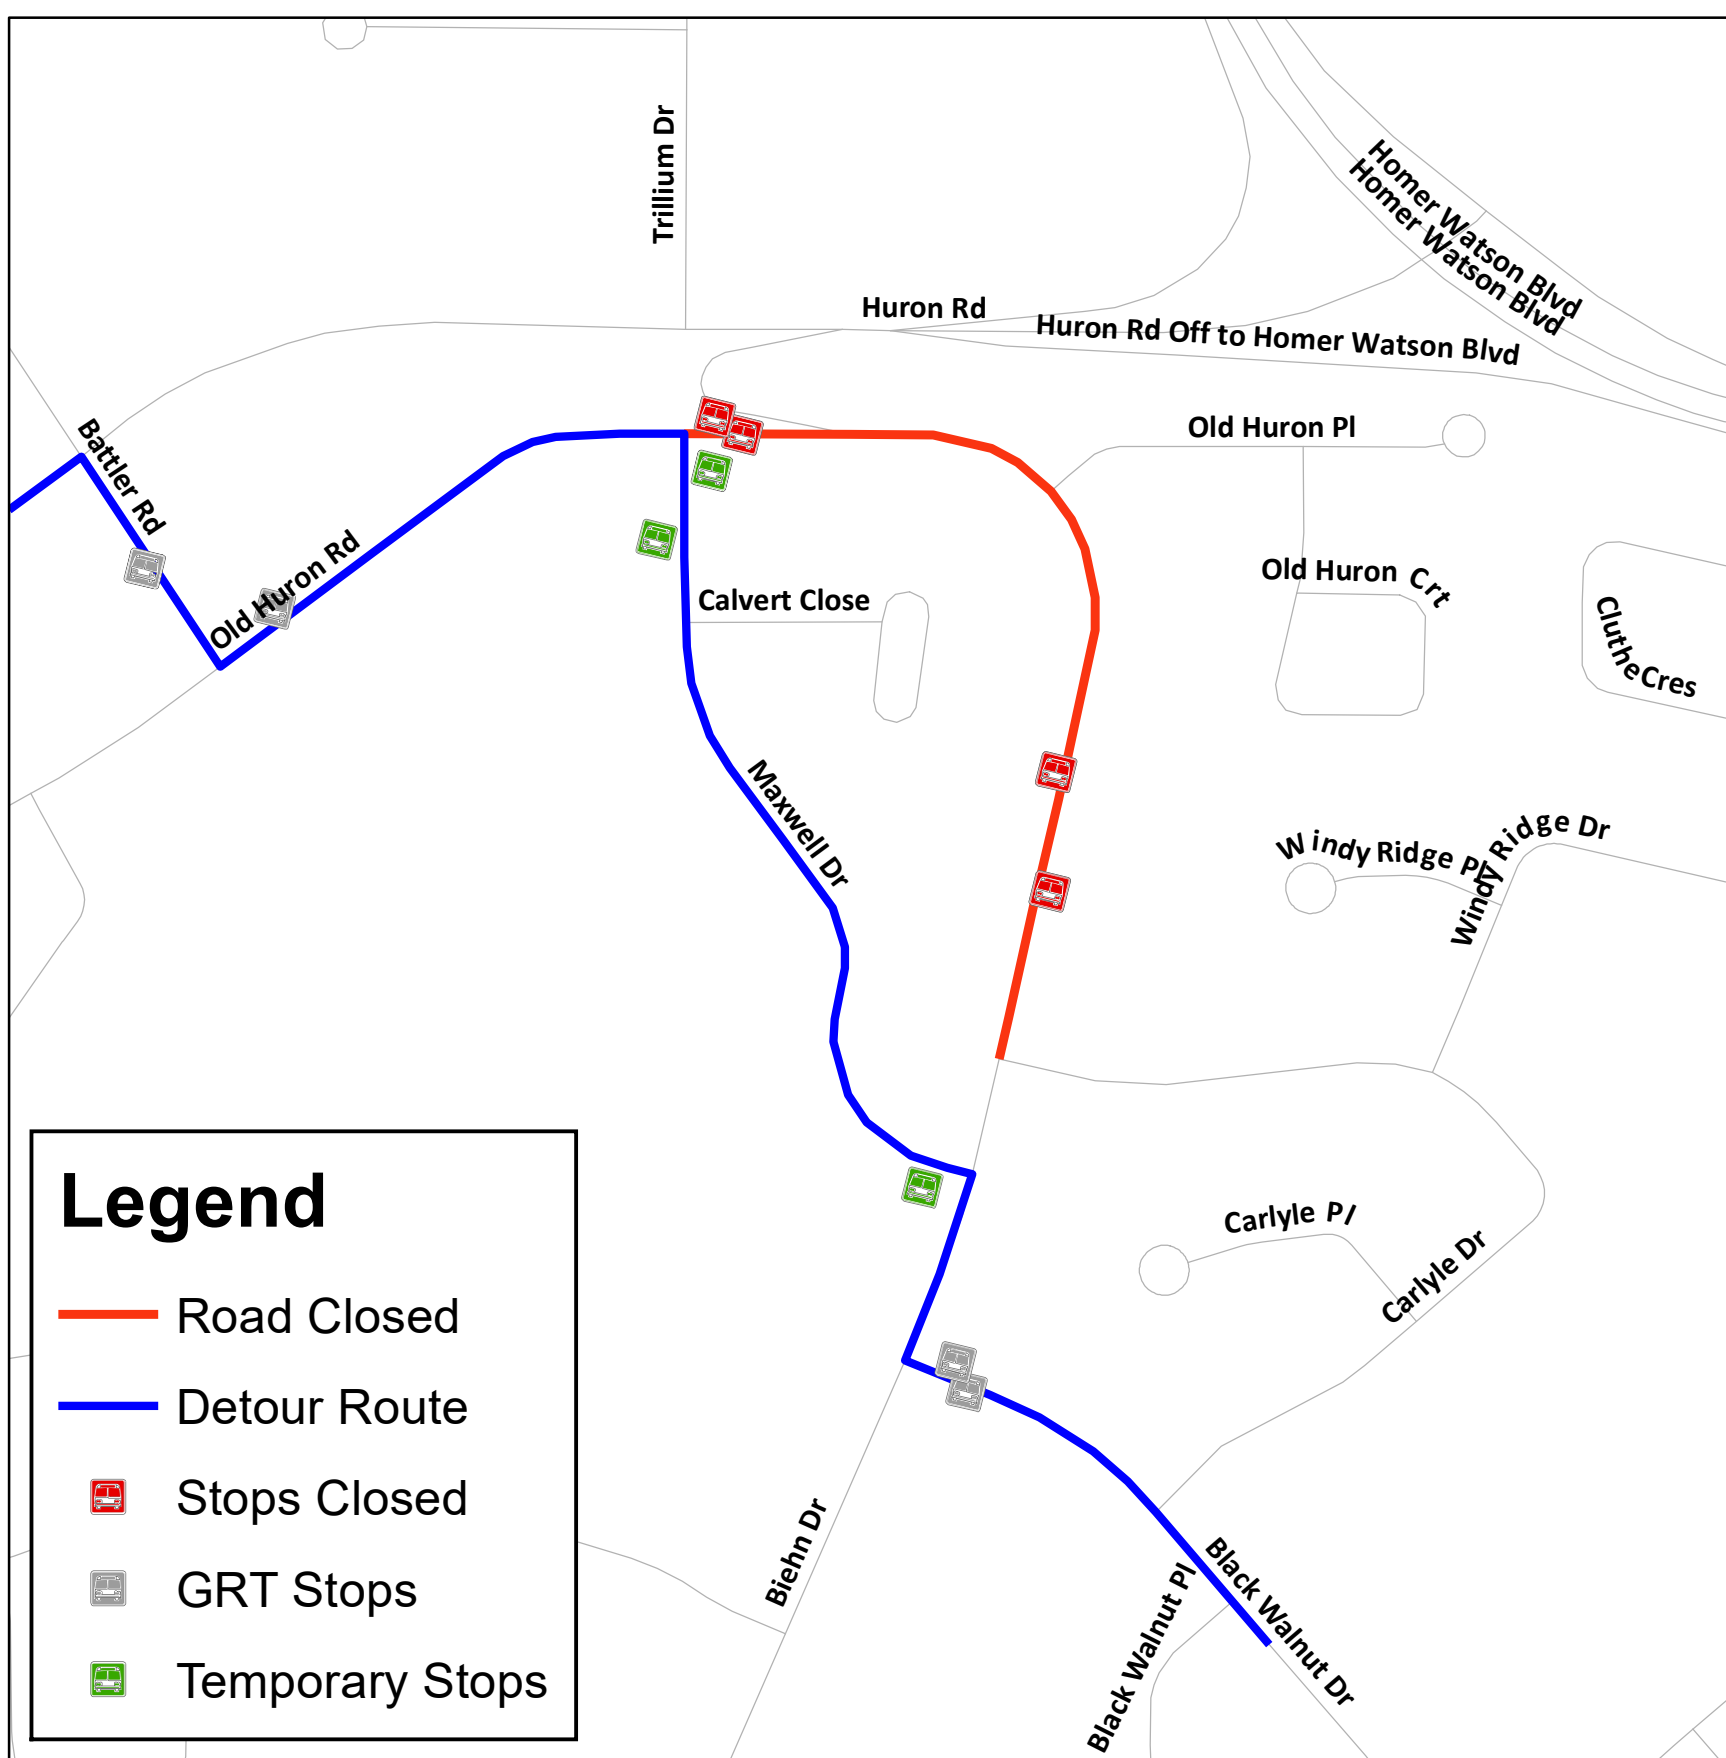 Trillium Dr
Homer Watson Blvd
Homer Watson Blvd
Huron Rd
Huron Rd Off to Homer Watson Blvd
Battler Rd
Old Huron Pl
Old Huron Rd
Old Huron Crt
Calvert Close
Cluthe Cres
Maxwell Dr
Windy Ridge Pl
Windy Ridge Dr
Carlyle Pl
Carlyle Dr
Biehn Dr
Black Walnut Pl
Black Walnut Dr
Legend
Road Closed
Detour Route
Stops Closed
GRT Stops
Temporary Stops